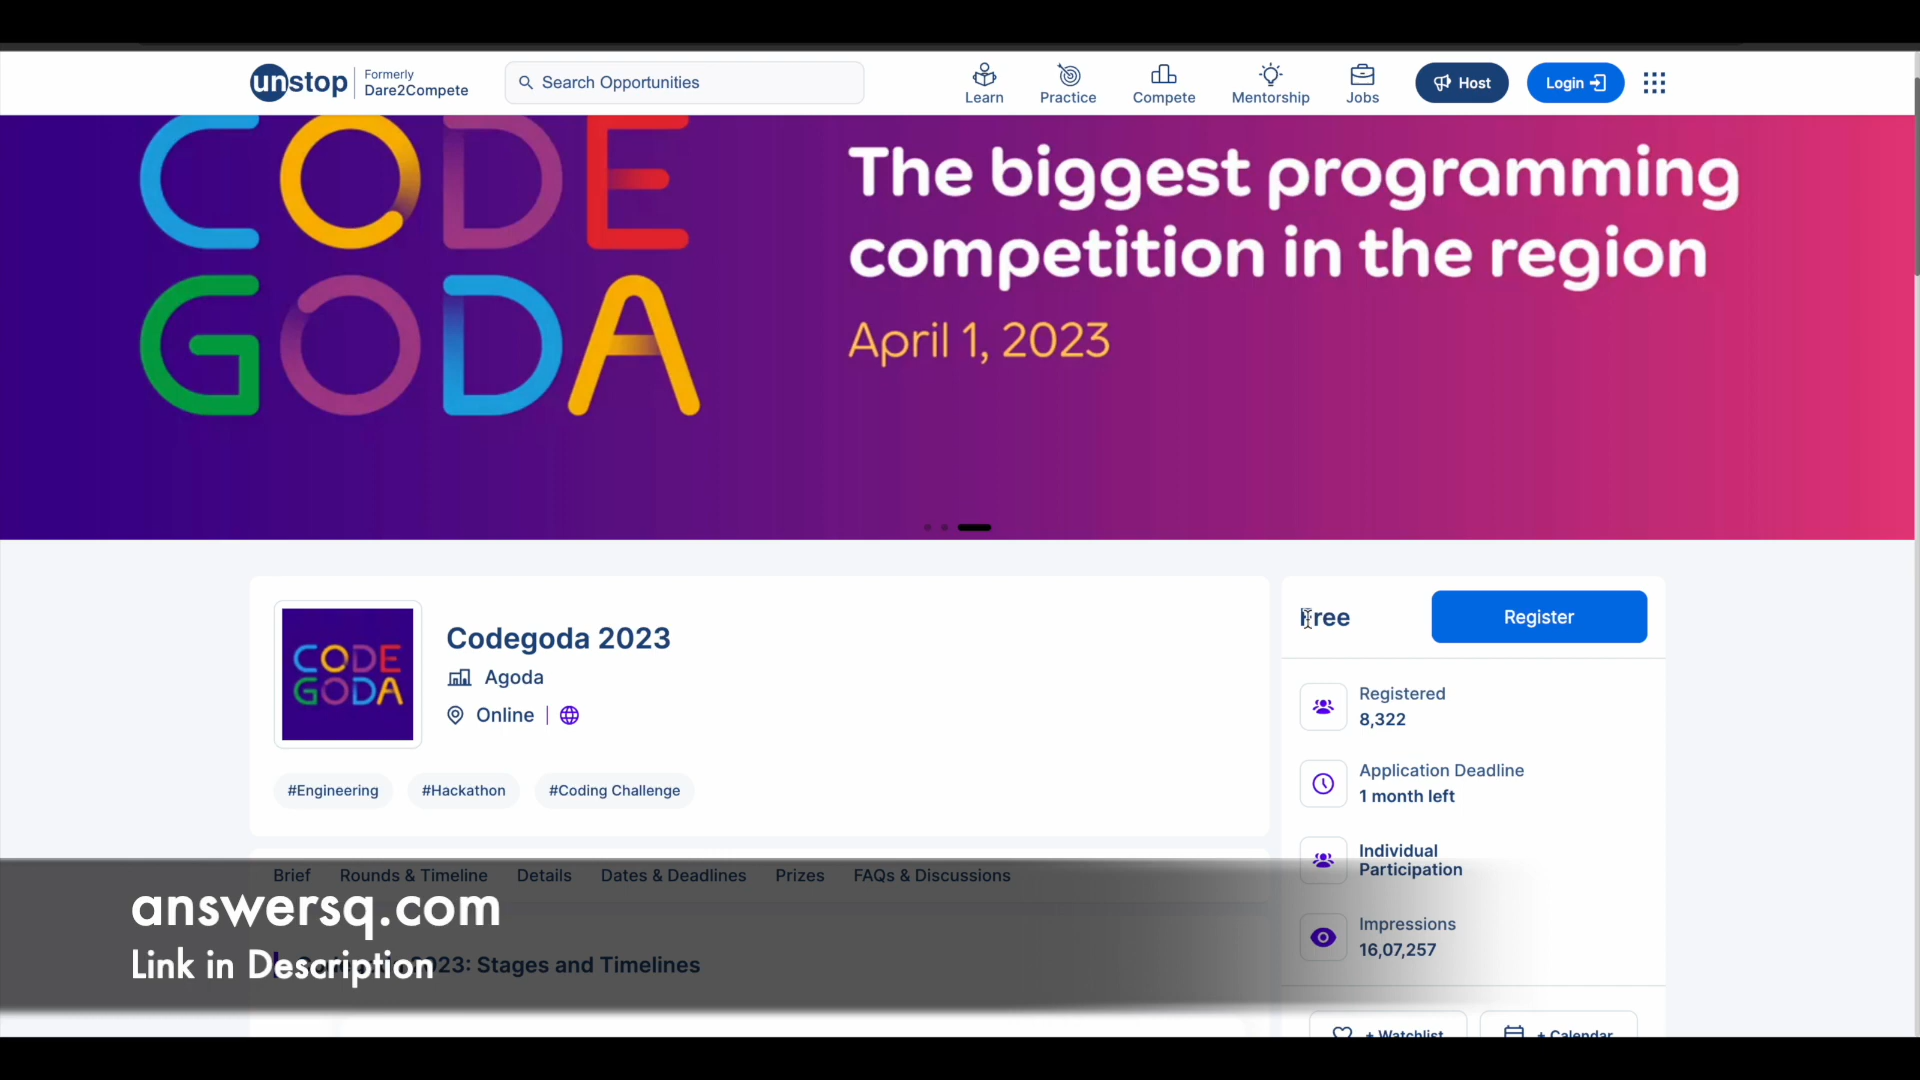 unstop
Formerly
Dare2Compete
Search Opportunities
Learn
Practice
Compete
Mentorship
Jobs
Host
Login
CODE
GODA
The biggest programming
competition in the region
April 1, 2023
CODE
GODA
Codegoda 2023
Agoda
Online
#Engineering
#Hackathon
#Coding Challenge
Free
Register
Registered
8,322
Application Deadline
1 month left
Individual
Participation
Impressions
16,07,257
+ Watchlist
+ Calendar
Brief
Rounds & Timeline
Details
Dates & Deadlines
Prizes
FAQs & Discussions
answersq.com
Link in Description
2023: Stages and Timelines